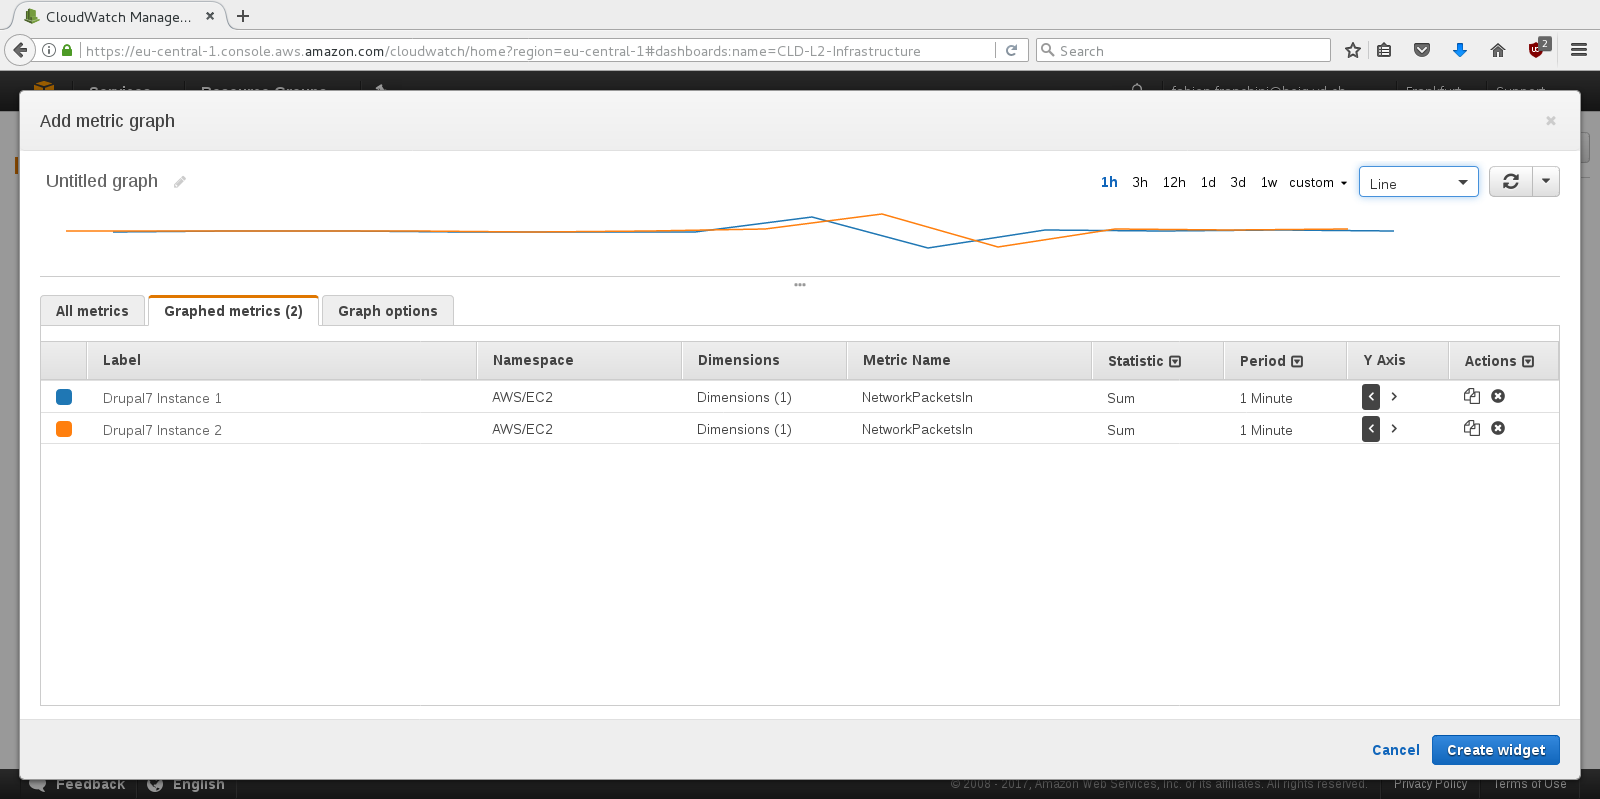 CloudWatch Manage...
https://eu-central-1.console.aws.amazon.com/cloudwatch/home?region=eu-central-1#dashboards:name=CLD-L2-Infrastructure
Search
2
Services Resource Groups Frankfurt Support
Add metric graph
Untitled graph
1h 3h 12h 1d 3d 1w custom Line
All metrics Graphed metrics (2) Graph options
Label Namespace Dimensions Metric Name Statistic Period Y Axis Actions
Drupal7 Instance 1 AWS/EC2 Dimensions (1) NetworkPacketsIn Sum 1 Minute
Drupal7 Instance 2 AWS/EC2 Dimensions (1) NetworkPacketsIn Sum 1 Minute
Cancel Create widget
Feedback English © 2008 - 2017, Amazon Web Services, Inc. or its affiliates. All rights reserved. Privacy Policy Terms of Use